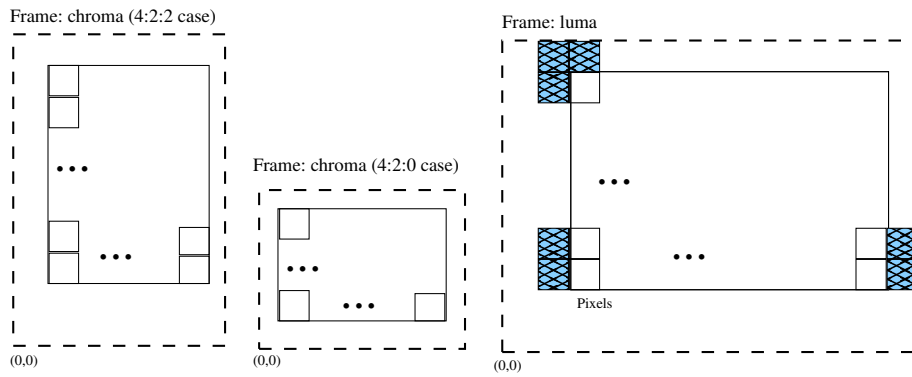 Frame: chroma (4:2:2 case)
Frame: luma
Frame: chroma (4:2:0 case)
Pixels
(0,0)
(0,0)
(0,0)